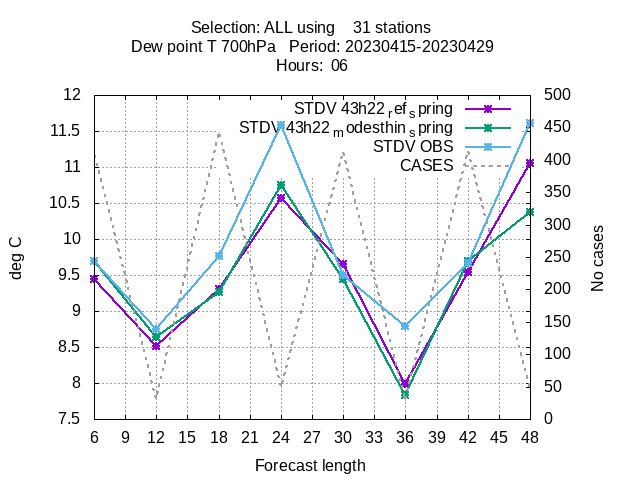 Selection: ALL using    31 stations
Dew point T 700hPa   Period: 20230415-20230429
Hours:  06
STDV 43h22_ref_spring
STDV 43h22_modesthin_spring
STDV OBS
CASES
deg C
12
11.5
11
10.5
10
9.5
9
8.5
8
7.5
500
450
400
350
300
250
200
150
100
50
0
No cases
6 9 12 15 18 21 24 27 30 33 36 39 42 45 48
Forecast length